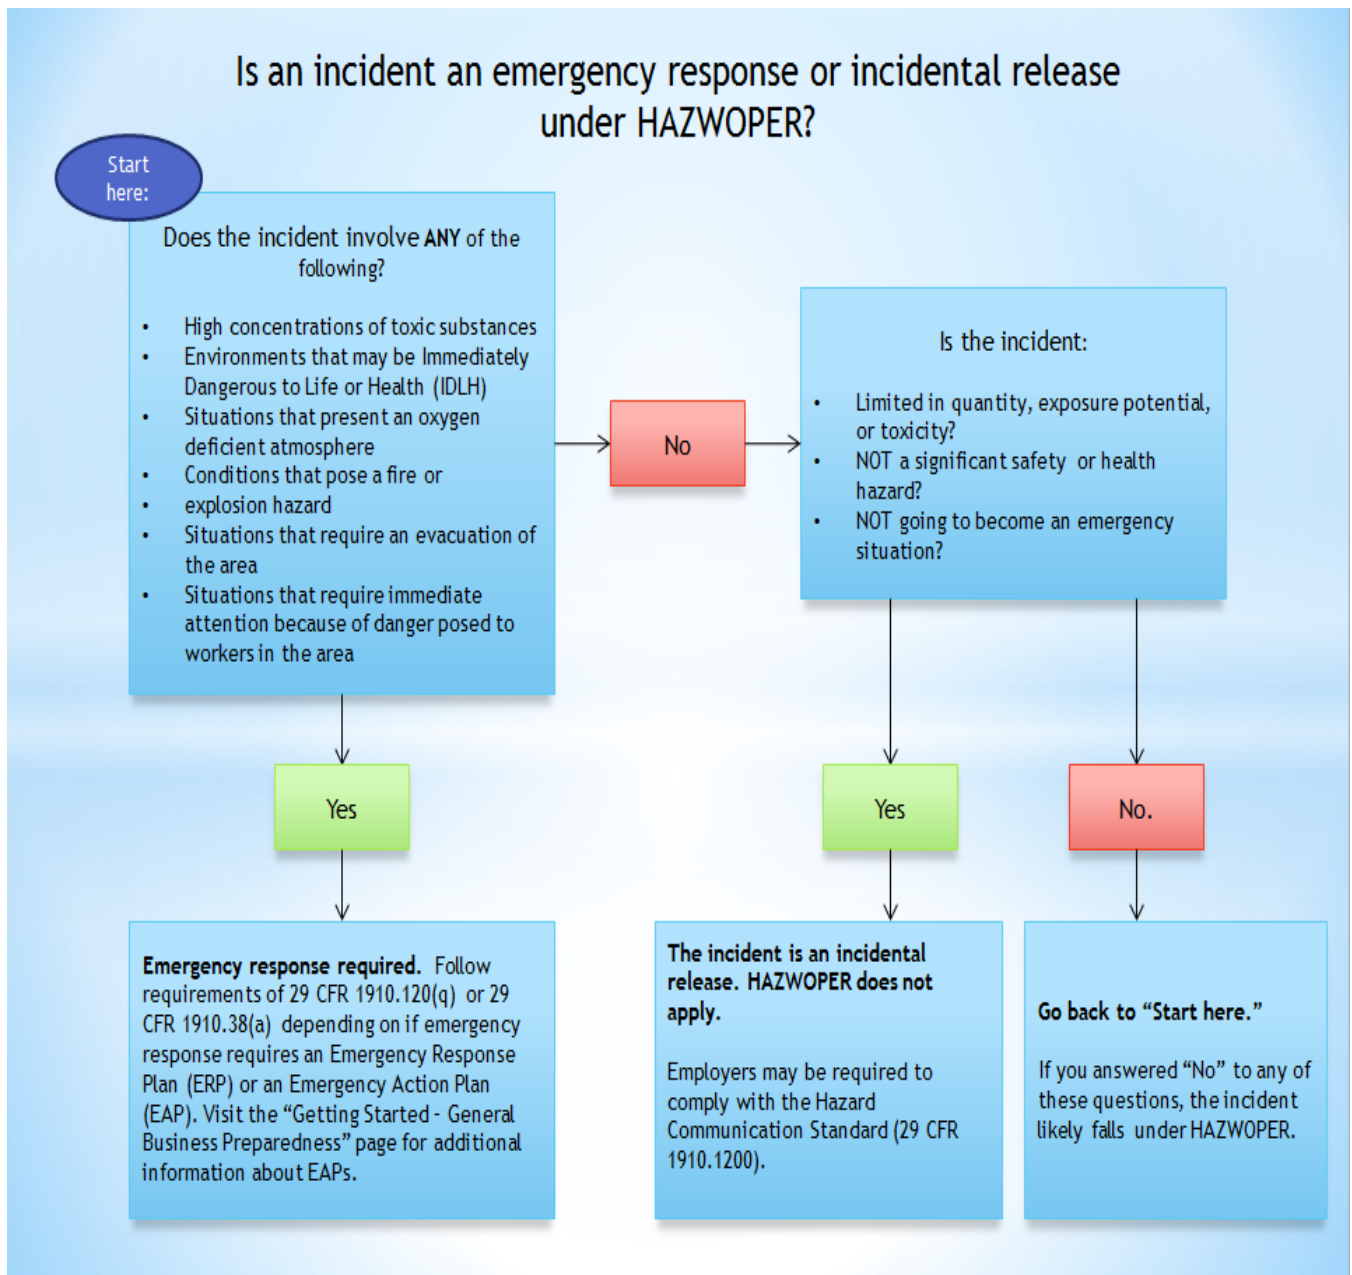 Is an incident an emergency response or incidental release
under HAZWOPER?
Start
here:
Does the incident involve ANY of the
following?
• High concentrations of toxic substances
• Environments that may be Immediately
Dangerous to Life or Health (IDLH)
• Situations that present an oxygen
deficient atmosphere
• Conditions that pose a fire or
• explosion hazard
• Situations that require an evacuation of
the area
• Situations that require immediate
attention because of danger posed to
workers in the area
No
Is the incident:
• Limited in quantity, exposure potential,
or toxicity?
• NOT a significant safety or health
hazard?
• NOT going to become an emergency
situation?
Yes
Yes
No.
Emergency response required. Follow
requirements of 29 CFR 1910.120(q) or 29
CFR 1910.38(a) depending on if emergency
response requires an Emergency Response
Plan (ERP) or an Emergency Action Plan
(EAP). Visit the “Getting Started - General
Business Preparedness” page for additional
information about EAPs.
The incident is an incidental
release. HAZWOPER does not
apply.
Employers may be required to
comply with the Hazard
Communication Standard (29 CFR
1910.1200).
Go back to “Start here.”
If you answered “No” to any of
these questions, the incident
likely falls under HAZWOPER.